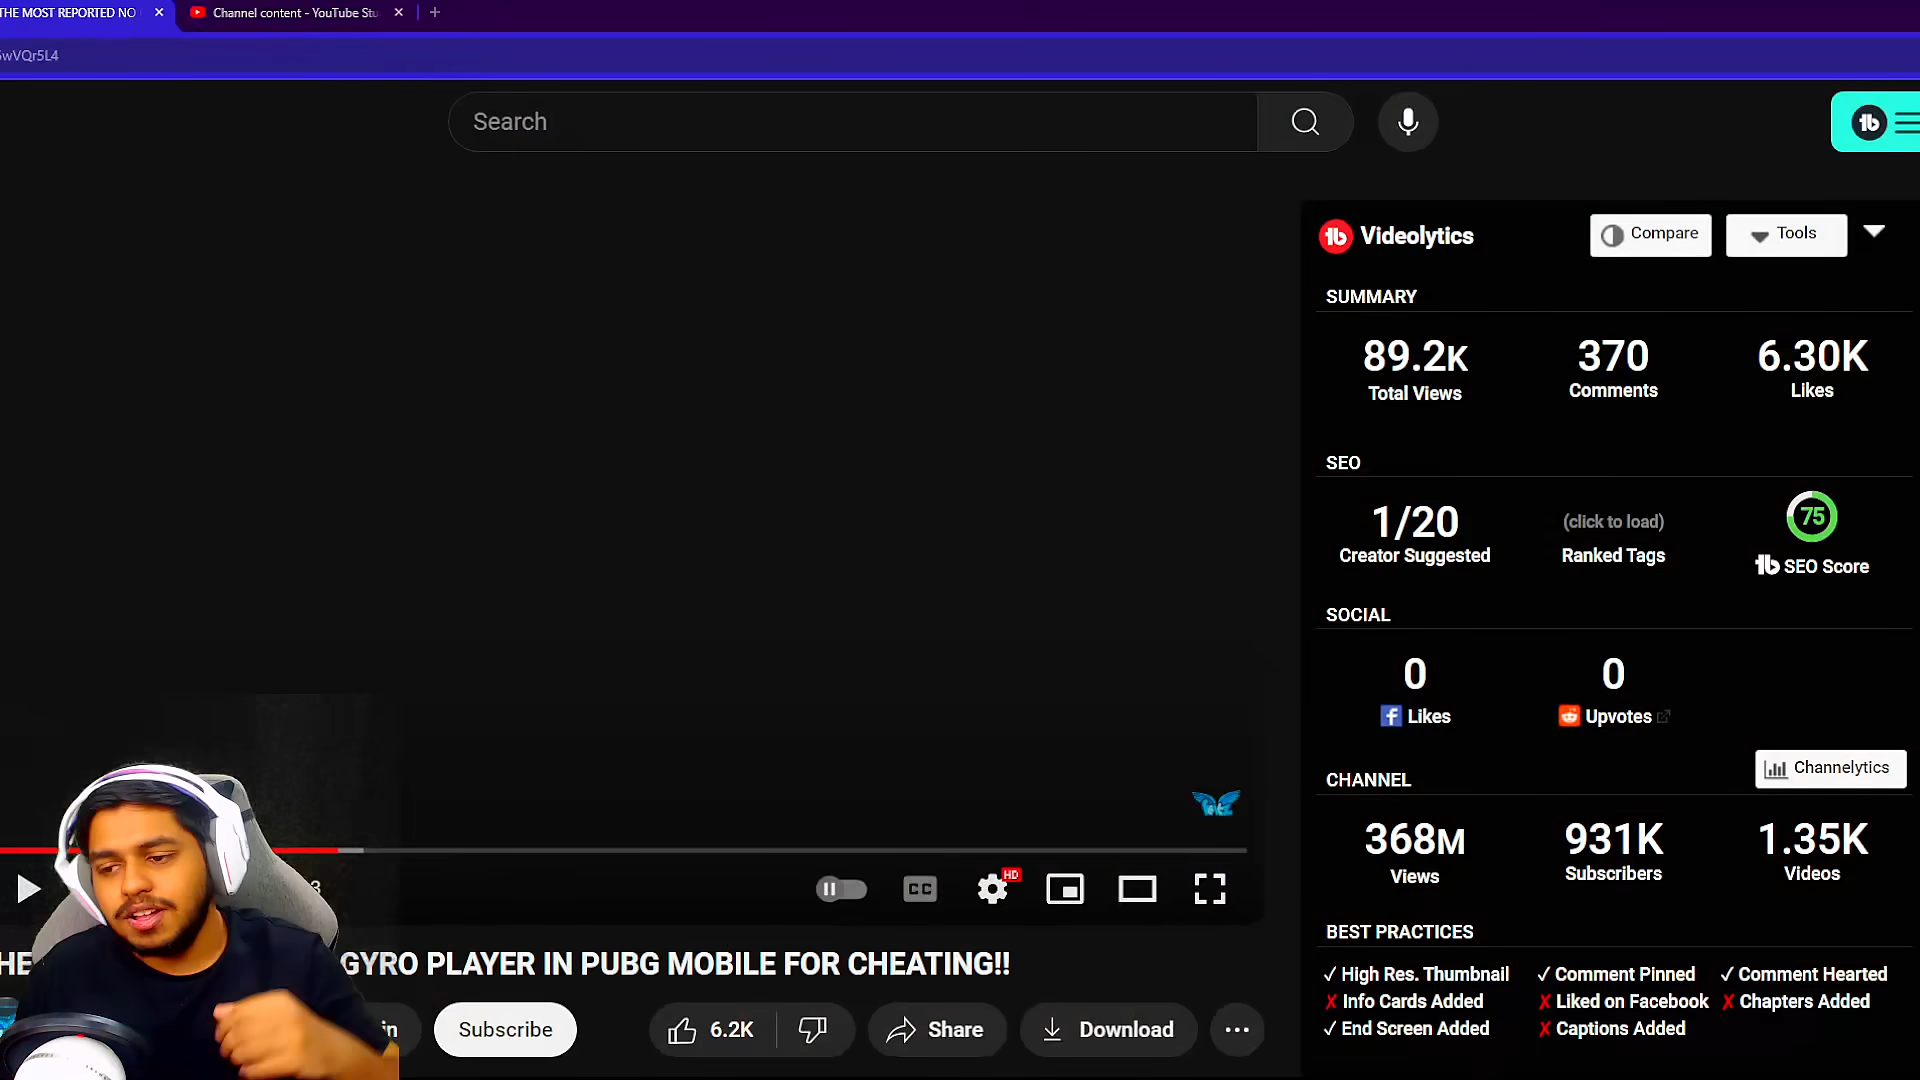 THE MOST REPORTED NO
Channel content - YouTube Stu
wVQr5L4
Search
Videolytics
Compare
Tools
SUMMARY
89.2K
370
6.30K
Total Views
Comments
Likes
SEO
1/20
(click to load)
75
Creator Suggested
Ranked Tags
SEO Score
SOCIAL
0
0
Likes
Upvotes
CHANNEL
Channelytics
368M
931K
1.35K
Views
Subscribers
Videos
BEST PRACTICES
✓ High Res. Thumbnail
✓ Comment Pinned
✓ Comment Hearted
✗ Info Cards Added
✗ Liked on Facebook
✗ Chapters Added
✓ End Screen Added
✗ Captions Added
3
CC
HD
HE GYRO PLAYER IN PUBG MOBILE FOR CHEATING!!
in
Subscribe
6.2K
Share
Download